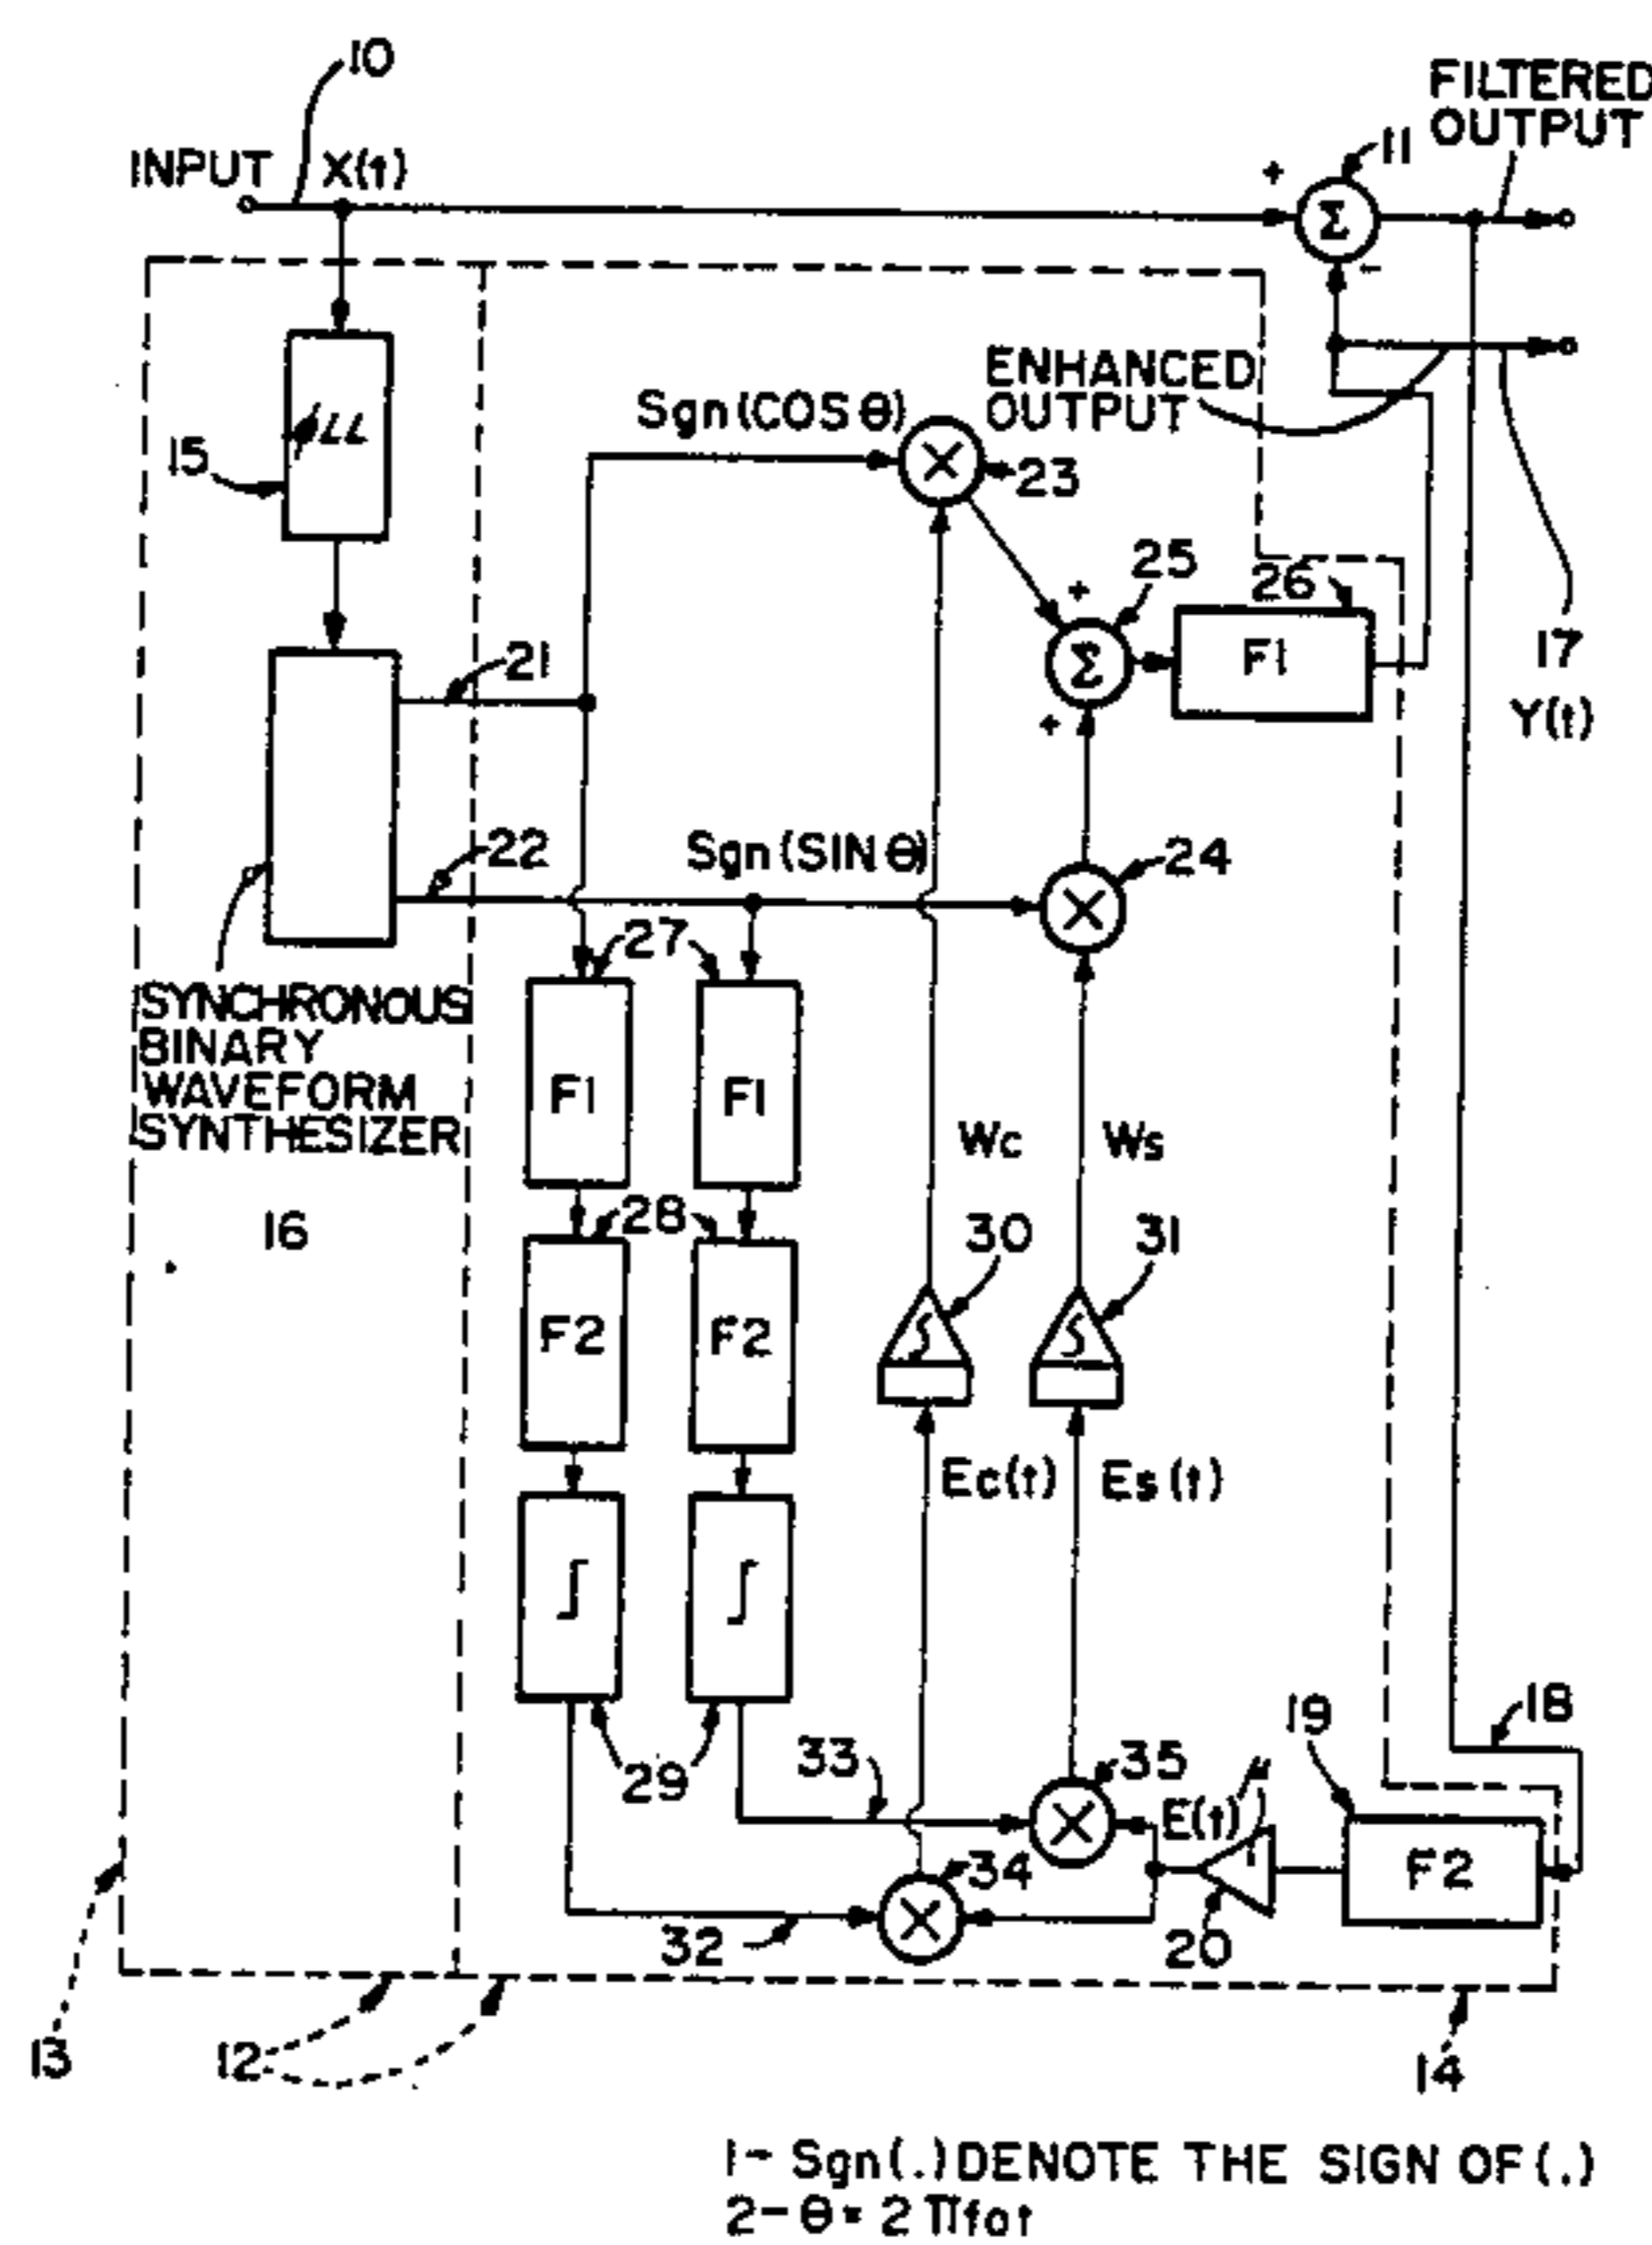 10
FILTERED
OUTPUT
11
INPUT X(t)
+
Σ
-
ENHANCED
OUTPUT
Sgn(COS θ)
15
23
25
+
26
F1
Σ
17
21
+
Y(t)
22
Sgn(SIN θ)
24
27
SYNCHRONOUS
BINARY
WAVEFORM
SYNTHESIZER
F1
F1
Wc
Ws
16
28
30
31
F2
F2
Ec(t)
Es(t)
29
33
35
19
18
E(t)
μ
34
F2
32
20
13
12
14
1- Sgn(.) DENOTE THE SIGN OF (.)
2- θ = 2 π fot